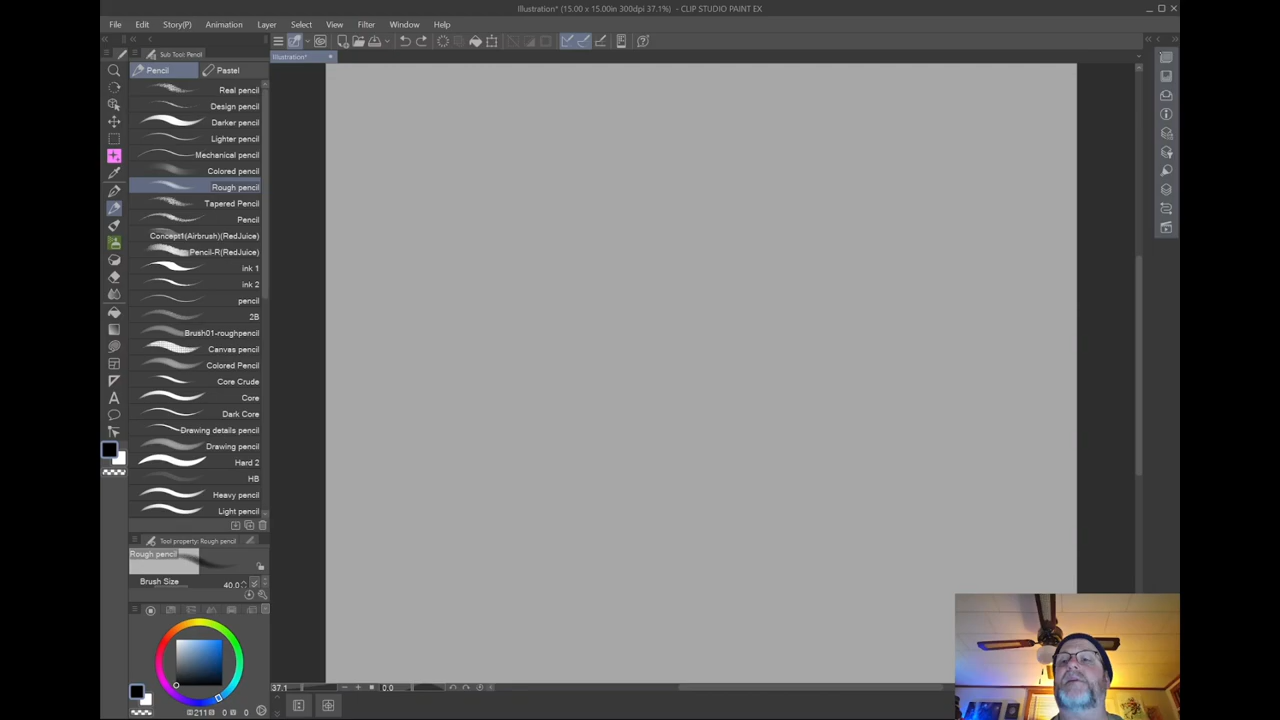 Illustration* (15.00 x 15.00in 300dpi 37.1%) - CLIP STUDIO PAINT EX
File Edit Story(P) Animation Layer Select View Filter Window Help
Sub Tool: Pencil
Illustration*
Pencil Pastel
Real pencil
Design pencil
Darker pencil
Lighter pencil
Mechanical pencil
Colored pencil
Rough pencil
Tapered Pencil
Pencil
Concept1(Airbrush)(RedJuice)
Pencil-R(RedJuice)
ink 1
ink 2
pencil
2B
Brush01-roughpencil
Canvas pencil
Colored Pencil
Core Crude
Core
Dark Core
Drawing details pencil
Drawing pencil
Hard 2
HB
Heavy pencil
Light pencil
Tool property: Rough pencil
Rough pencil
Brush Size 40.0
37.1 0.0
211 0 0